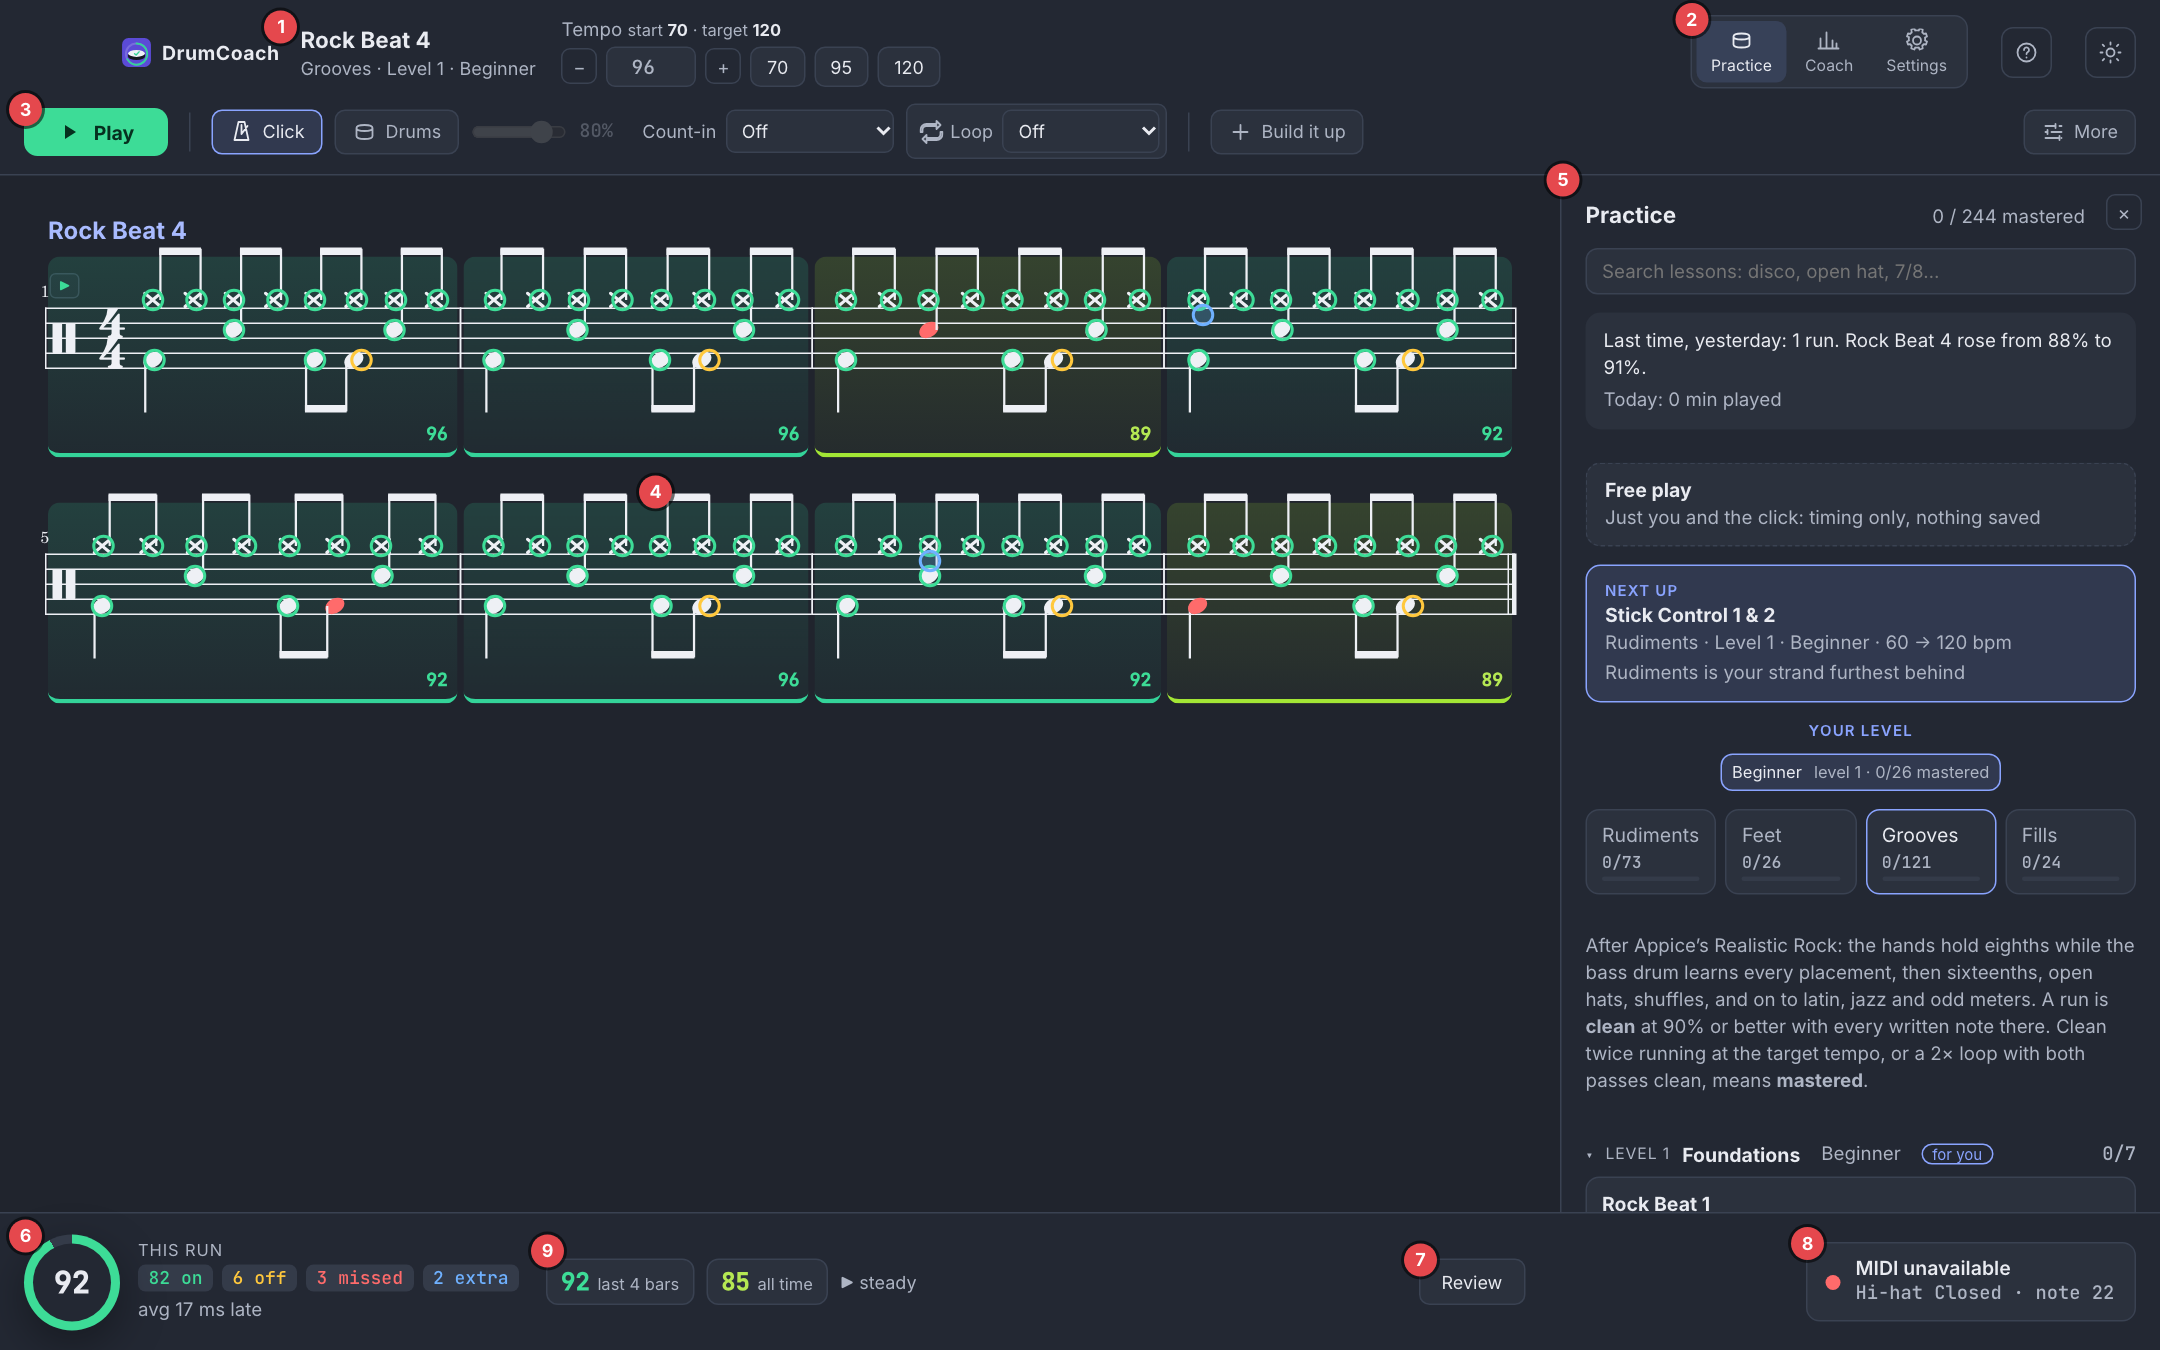 1
DrumCoach
Rock Beat 4
Grooves · Level 1 · Beginner
Tempo start 70 · target 120
− 96 + 70 95 120
2
Practice Coach Settings
3
Play
Click
Drums
80%
Count-in Off
Loop Off
Build it up
More
Rock Beat 4
1
4
4
96
96
89
92
4
5
92
96
92
89
5
Practice
0 / 244 mastered
×
Search lessons: disco, open hat, 7/8...
Last time, yesterday: 1 run. Rock Beat 4 rose from 88% to
91%.
Today: 0 min played
Free play
Just you and the click: timing only, nothing saved
NEXT UP
Stick Control 1 & 2
Rudiments · Level 1 · Beginner · 60 → 120 bpm
Rudiments is your strand furthest behind
YOUR LEVEL
Beginner level 1 · 0/26 mastered
Rudiments Feet Grooves Fills
0/73 0/26 0/121 0/24
After Appice’s Realistic Rock: the hands hold eighths while the
bass drum learns every placement, then sixteenths, open
hats, shuffles, and on to latin, jazz and odd meters. A run is
clean at 90% or better with every written note there. Clean
twice running at the target tempo, or a 2× loop with both
passes clean, means mastered.
LEVEL 1 Foundations Beginner for you 0/7
Rock Beat 1
6
92
THIS RUN
82 on 6 off 3 missed 2 extra
avg 17 ms late
9
92 last 4 bars
85 all time
steady
7
Review
8
MIDI unavailable
Hi-hat Closed · note 22